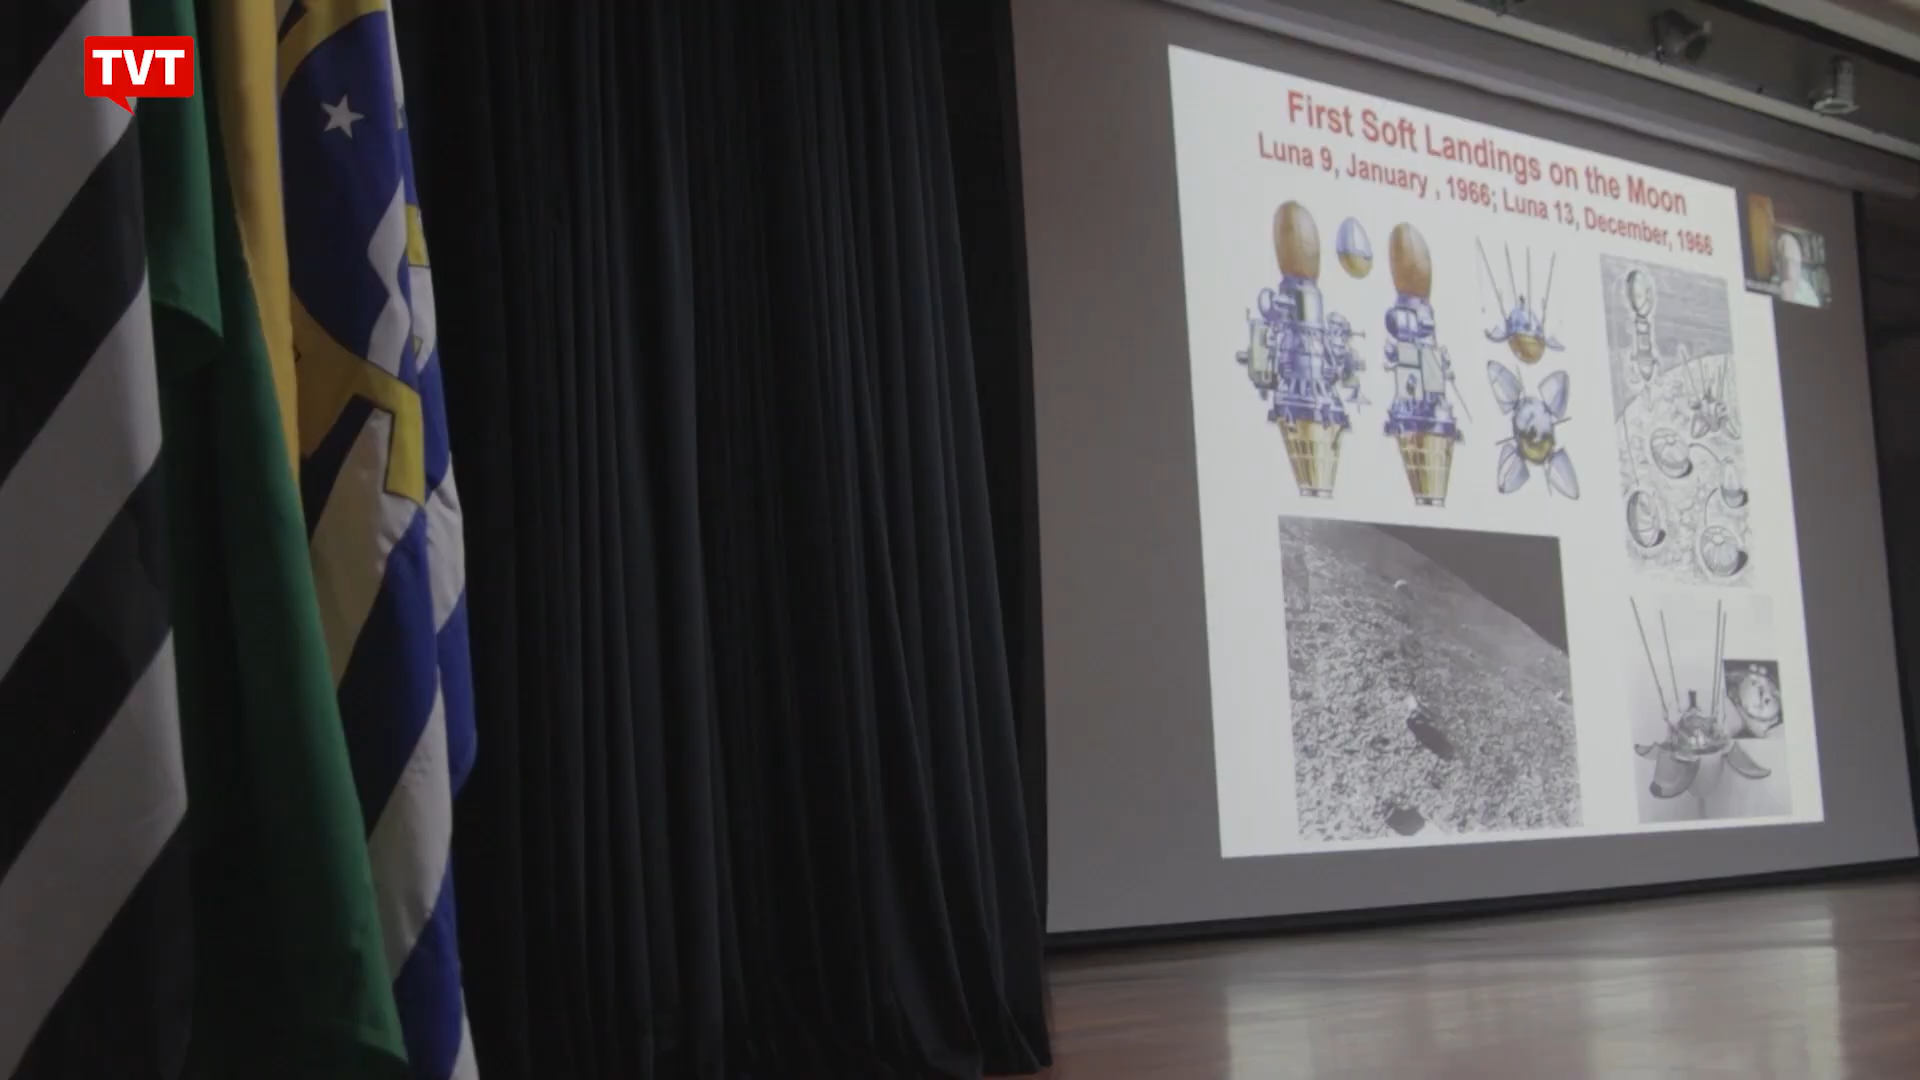 TVT
First Soft Landings on the Moon
Luna 9, January , 1966; Luna 13, December, 1966